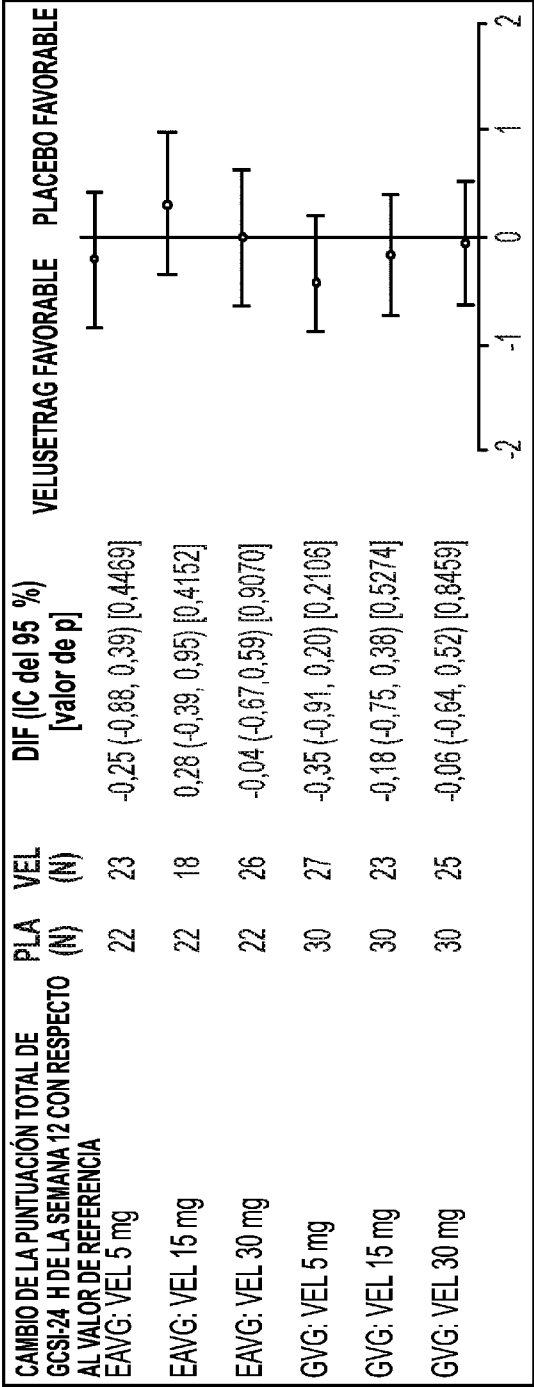 CAMBIO DE LA PUNTUACIÓN TOTAL DE
GCSI-24 H DE LA SEMANA 12 CON RESPECTO
AL VALOR DE REFERENCIA
PLA (N)
VEL (N)
DIF (IC del 95 %)
[valor de p]
VELUSETRAG FAVORABLE PLACEBO FAVORABLE
EAVG: VEL 5 mg 22 23 -0,25 (-0,88, 0,39) [0,4469]
EAVG: VEL 15 mg 22 18 0,28 (-0,39, 0,95) [0,4152]
EAVG: VEL 30 mg 22 26 -0,04 (-0,67, 0,59) [0,9070]
GVG: VEL 5 mg 30 27 -0,35 (-0,91, 0,20) [0,2106]
GVG: VEL 15 mg 30 23 -0,18 (-0,75, 0,38) [0,5274]
GVG: VEL 30 mg 30 25 -0,06 (-0,64, 0,52) [0,8459]
-2 -1 0 1 2